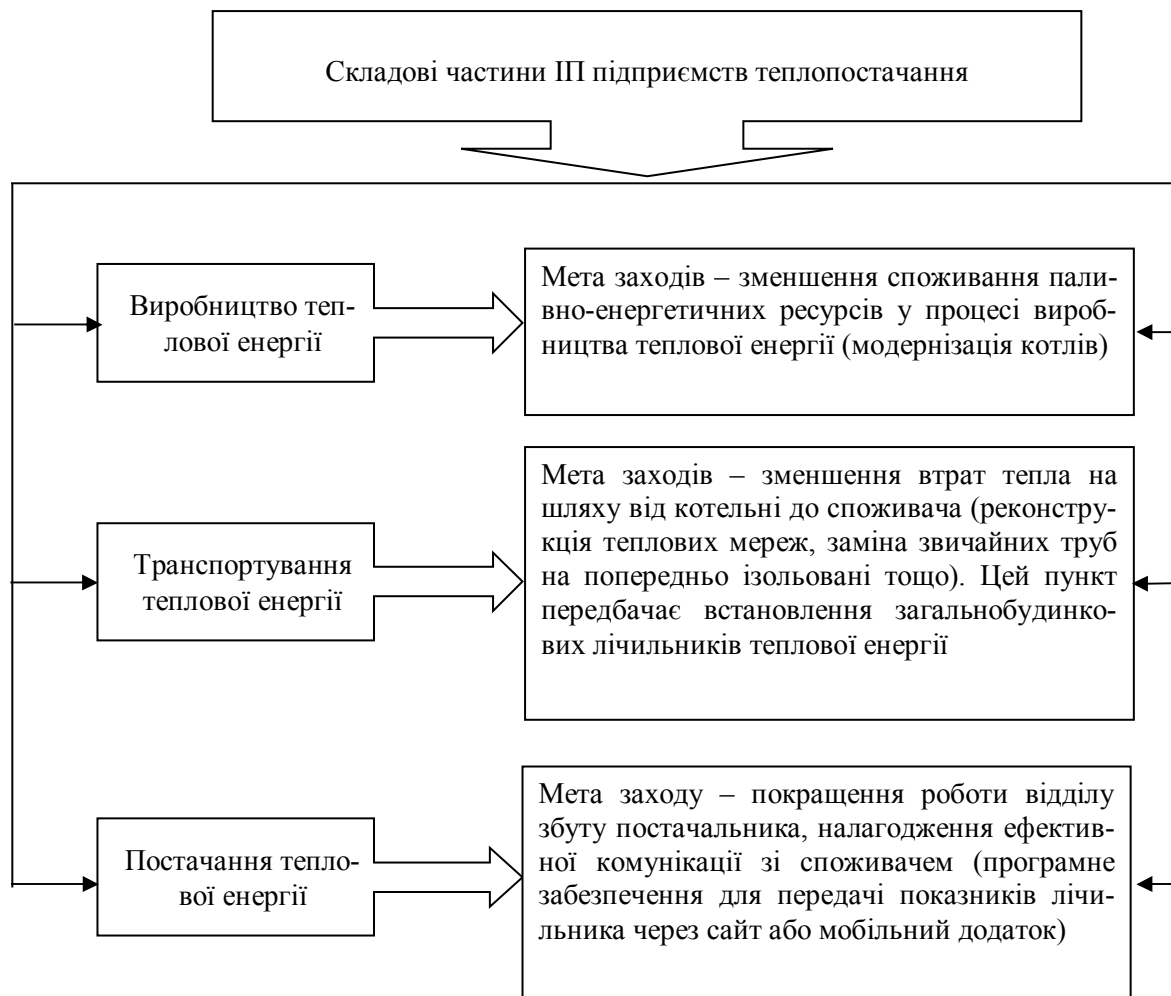 Складові частини ІП підприємств теплопостачання
Виробництво теп-
лової енергії
Мета заходів – зменшення споживання пали-
вно-енергетичних ресурсів у процесі вироб-
ництва теплової енергії (модернізація котлів)
Транспортування
теплової енергії
Мета заходів – зменшення втрат тепла на
шляху від котельні до споживача (реконстру-
кція теплових мереж, заміна звичайних труб
на попередньо ізольовані тощо). Цей пункт
передбачає встановлення загальнобудинко-
вих лічильників теплової енергії
Постачання тепло-
вої енергії
Мета заходу – покращення роботи відділу
збуту постачальника, налагодження ефектив-
ної комунікації зі споживачем (програмне
забезпечення для передачі показників лічи-
льника через сайт або мобільний додаток)